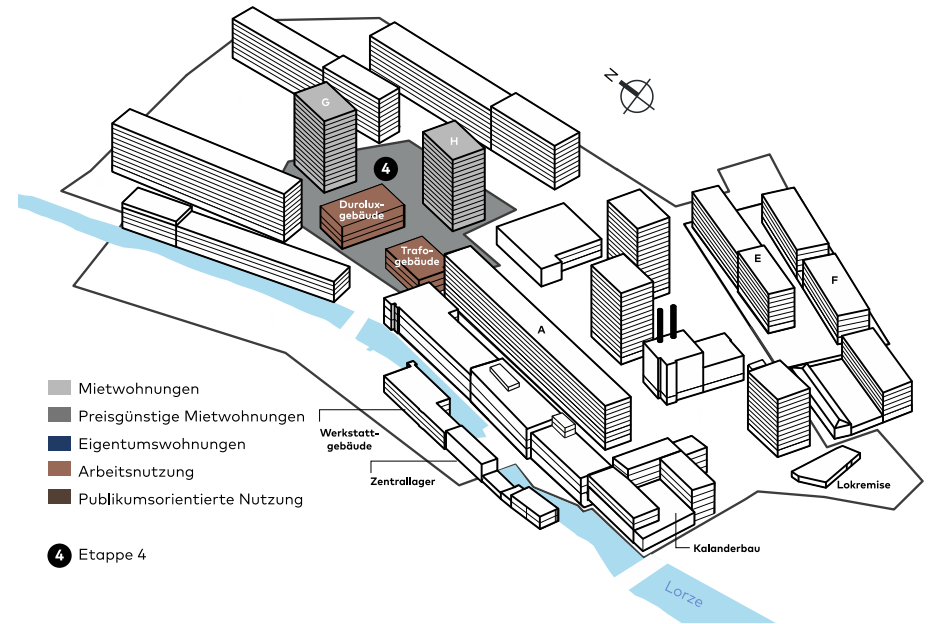 N
G
H
4
Durolux-
gebäude
Trafo-
gebäude
E
F
A
Mietwohnungen
Preisgünstige Mietwohnungen
Eigentumswohnungen
Arbeitsnutzung
Publikumsorientierte Nutzung
4 Etappe 4
Werkstatt-
gebäude
Zentrallager
Lokremise
Kalanderbau
Lorze